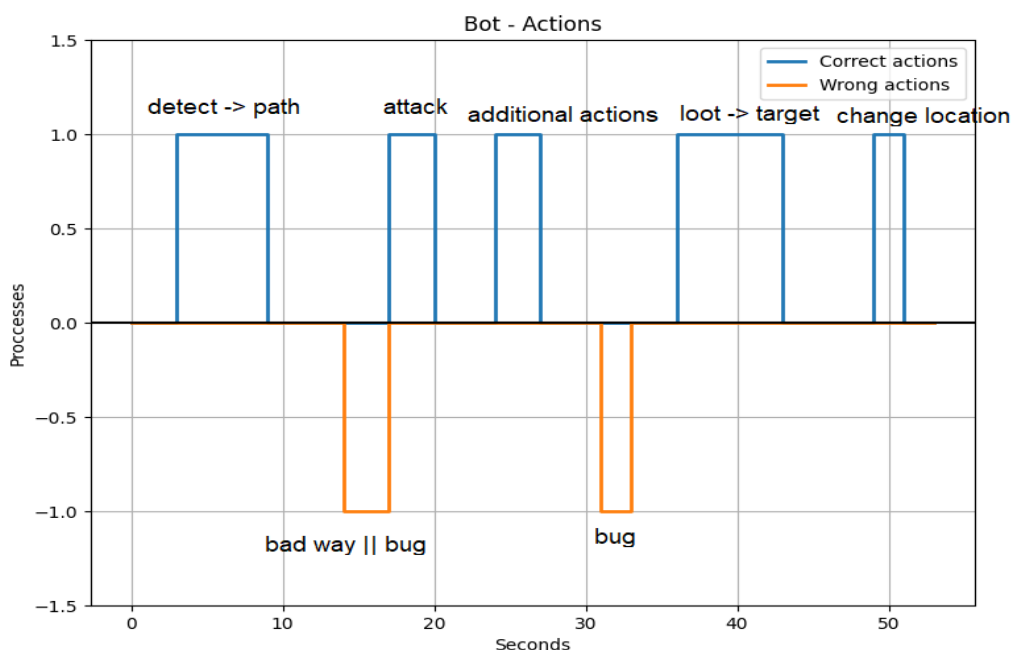 Bot - Actions
1.5
Correct actions
Wrong actions
detect -> path
attack
additional actions
loot -> target
change location
1.0
0.5
0.0
Proccesses
−0.5
−1.0
bad way || bug
bug
−1.5
0
10
20
30
40
50
Seconds